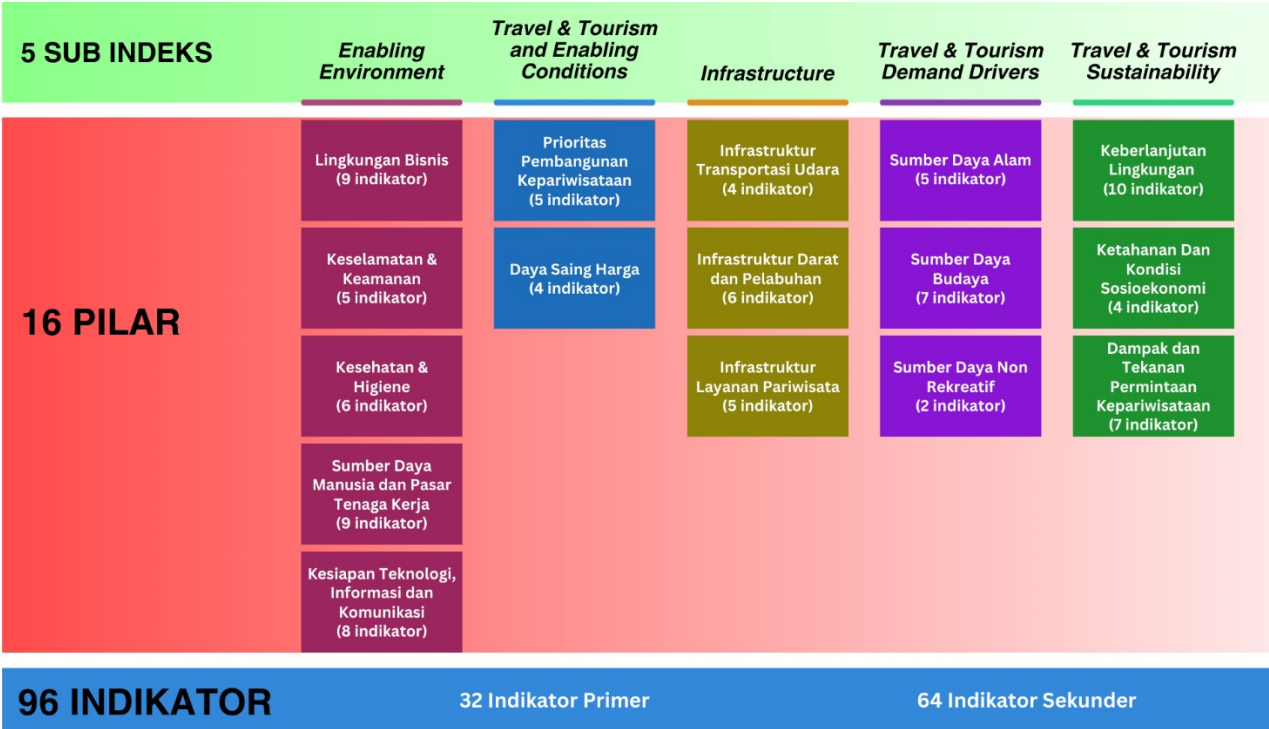 5 SUB INDEKS
Enabling
Environment
Travel & Tourism
and Enabling
Conditions
Infrastructure
Travel & Tourism
Demand Drivers
Travel & Tourism
Sustainability
16 PILAR
Lingkungan Bisnis
(9 indikator)
Keselamatan &
Keamanan
(5 indikator)
Kesehatan &
Higiene
(6 indikator)
Sumber Daya
Manusia dan Pasar
Tenaga Kerja
(9 indikator)
Kesiapan Teknologi,
Informasi dan
Komunikasi
(8 indikator)
Prioritas
Pembangunan
Kepariwisataan
(5 indikator)
Daya Saing Harga
(4 indikator)
Infrastruktur
Transportasi Udara
(4 indikator)
Infrastruktur Darat
dan Pelabuhan
(6 indikator)
Infrastruktur
Layanan Pariwisata
(5 indikator)
Sumber Daya Alam
(5 indikator)
Sumber Daya
Budaya
(7 indikator)
Sumber Daya Non
Rekreatif
(2 indikator)
Keberlanjutan
Lingkungan
(10 indikator)
Ketahanan Dan
Kondisi
Sosioekonomi
(4 indikator)
Dampak dan
Tekanan
Permintaan
Kepariwisataan
(7 indikator)
96 INDIKATOR
32 Indikator Primer
64 Indikator Sekunder